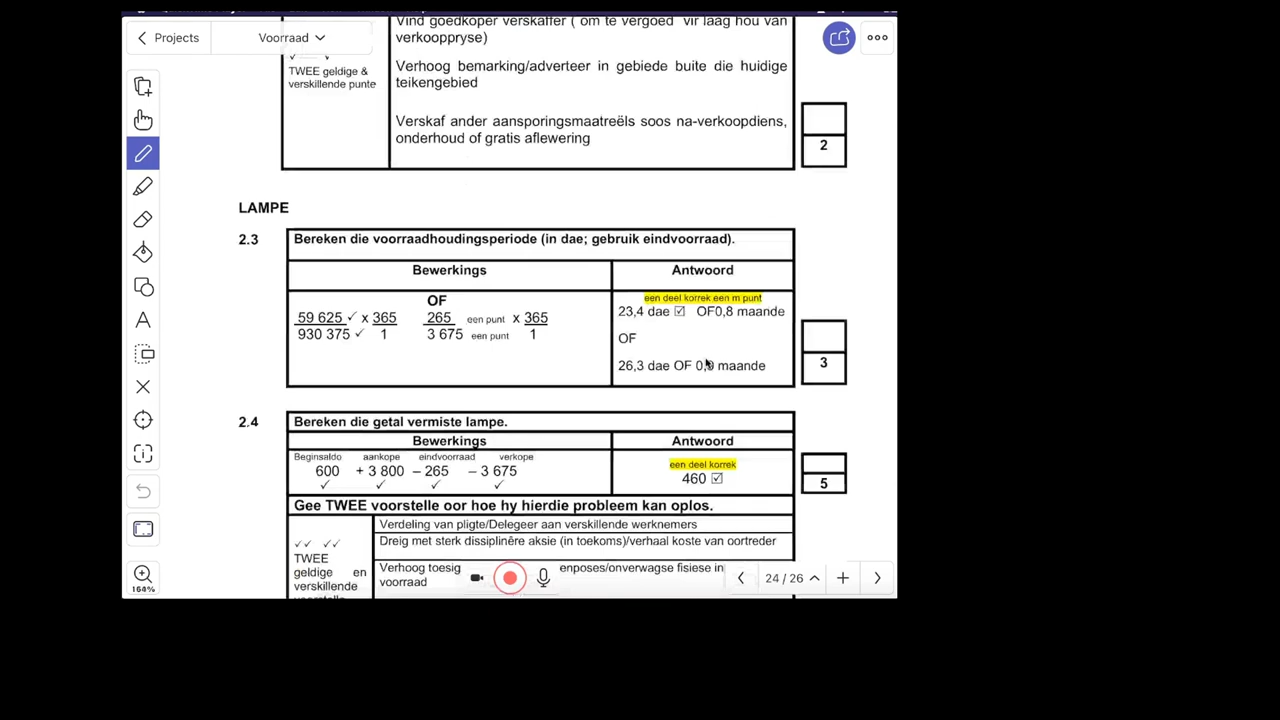 Projects
Voorraad
Vind goedkoper verskaffer ( om te vergoed vir laag hou van
verkooppryse)
TWEE geldige &
verskillende punte
Verhoog bemarking/adverteer in gebiede buite die huidige
teikengebied
Verskaf ander aansporingsmaatreëls soos na-verkoopdiens,
onderhoud of gratis aflewering
2
LAMPE
2.3 Bereken die voorraadhoudingsperiode (in dae; gebruik eindvoorraad).
Bewerkings Antwoord
OF
59 625 ✓ x 365 265 een punt x 365
930 375 ✓ 1 3 675 een punt 1
een deel korrek een m punt
23,4 dae ☑ OF0,8 maande
OF
26,3 dae OF 0,9 maande
3
2.4 Bereken die getal vermiste lampe.
Bewerkings Antwoord
Beginsaldo aankope eindvoorraad verkope
600 + 3 800 – 265 – 3 675
✓ ✓ ✓ ✓
een deel korrek
460 ☑
5
Gee TWEE voorstelle oor hoe hy hierdie probleem kan oplos.
✓✓ ✓✓
TWEE
geldige en
verskillende
Verdeling van pligte/Delegeer aan verskillende werknemers
Dreig met sterk dissiplinêre aksie (in toekoms)/verhaal koste van oortreder
Verhoog toesig enposes/onverwagse fisiese in
voorraad
24 / 26
164%